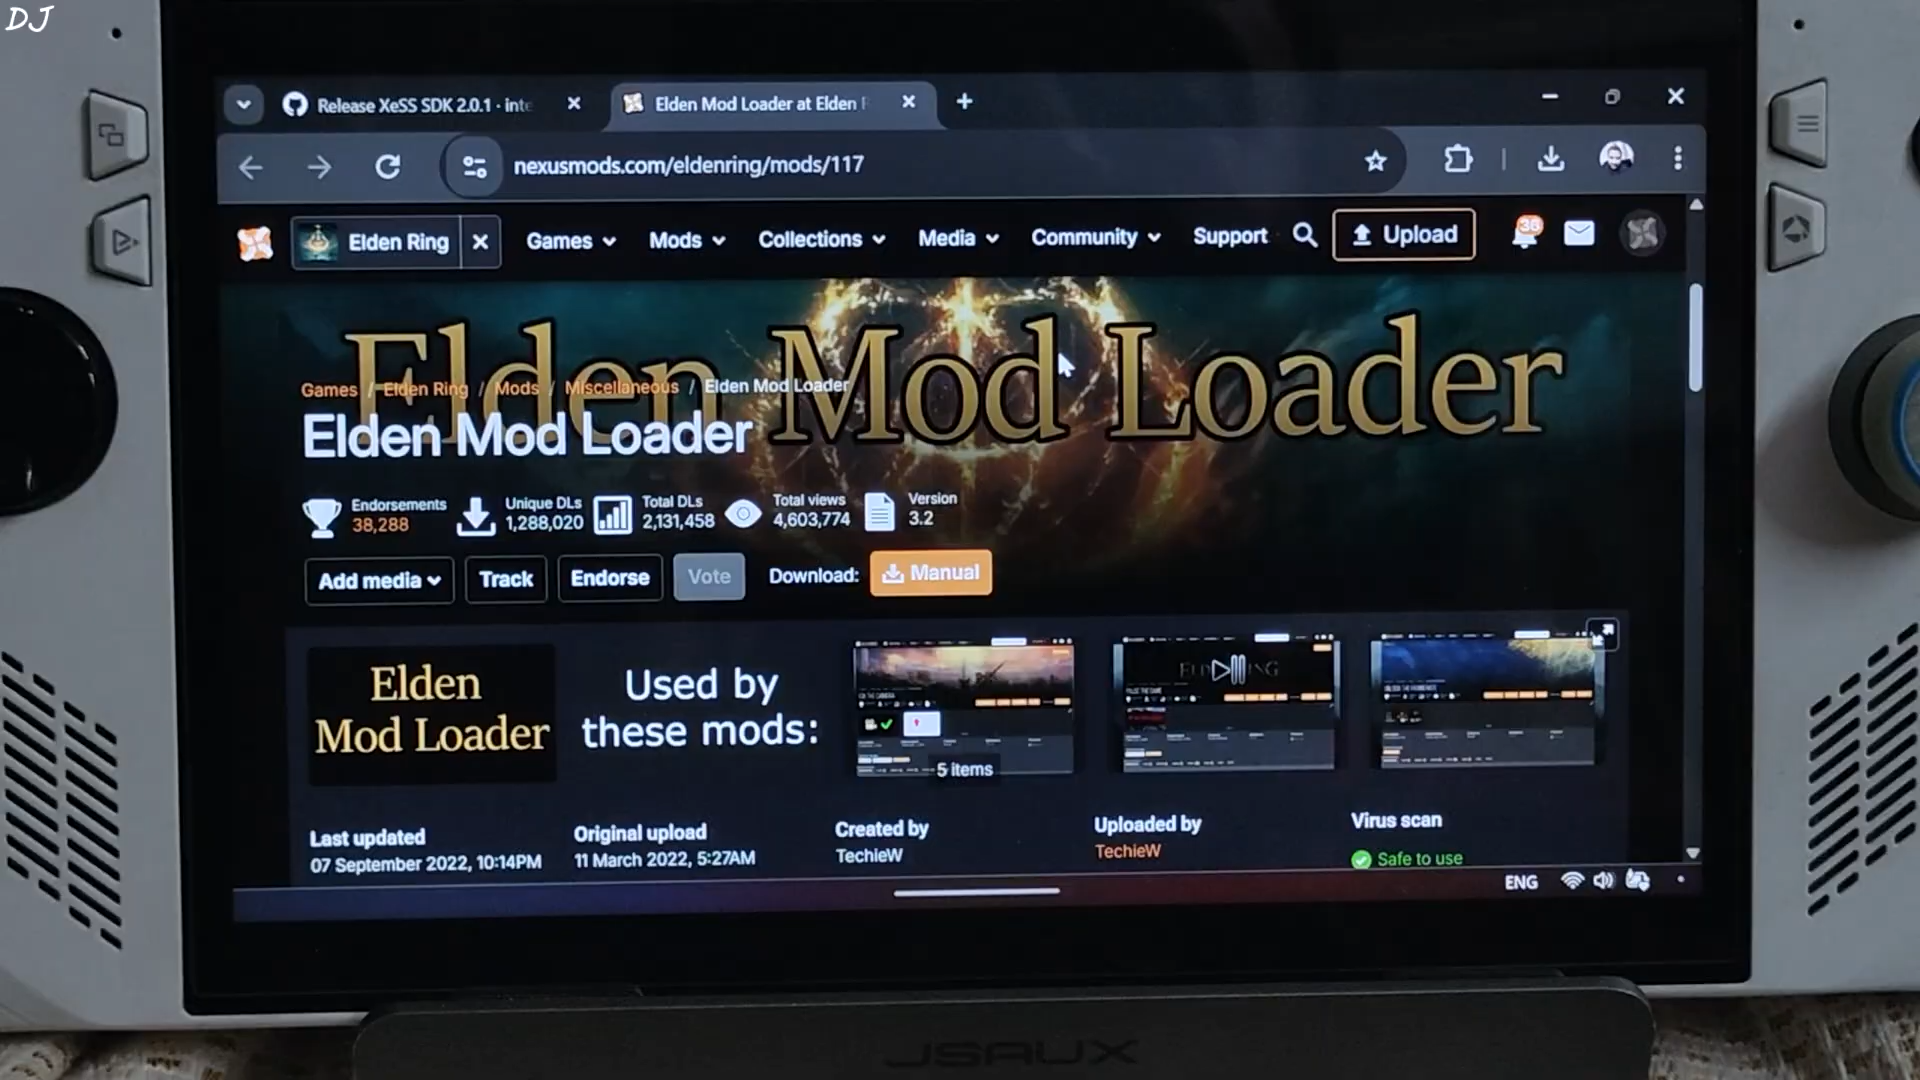 DJ
Release XeSS SDK 2.0.1 · inte
Elden Mod Loader at Elden R
nexusmods.com/eldenring/mods/117
Elden Ring
Games
Mods
Collections
Media
Community
Support
Upload
Elden Mod Loader
Games / Elden Ring / Mods / Miscellaneous / Elden Mod Loader
Elden Mod Loader
Endorsements
38,288
Unique DLs
1,288,020
Total DLs
2,131,458
Total views
4,603,774
Version
3.2
Add media
Track
Endorse
Vote
Download:
Manual
Elden
Mod Loader
Used by
these mods:
5 items
Last updated
07 September 2022, 10:14PM
Original upload
11 March 2022, 5:27AM
Created by
TechieW
Uploaded by
TechieW
Virus scan
Safe to use
ENG
JSAUX